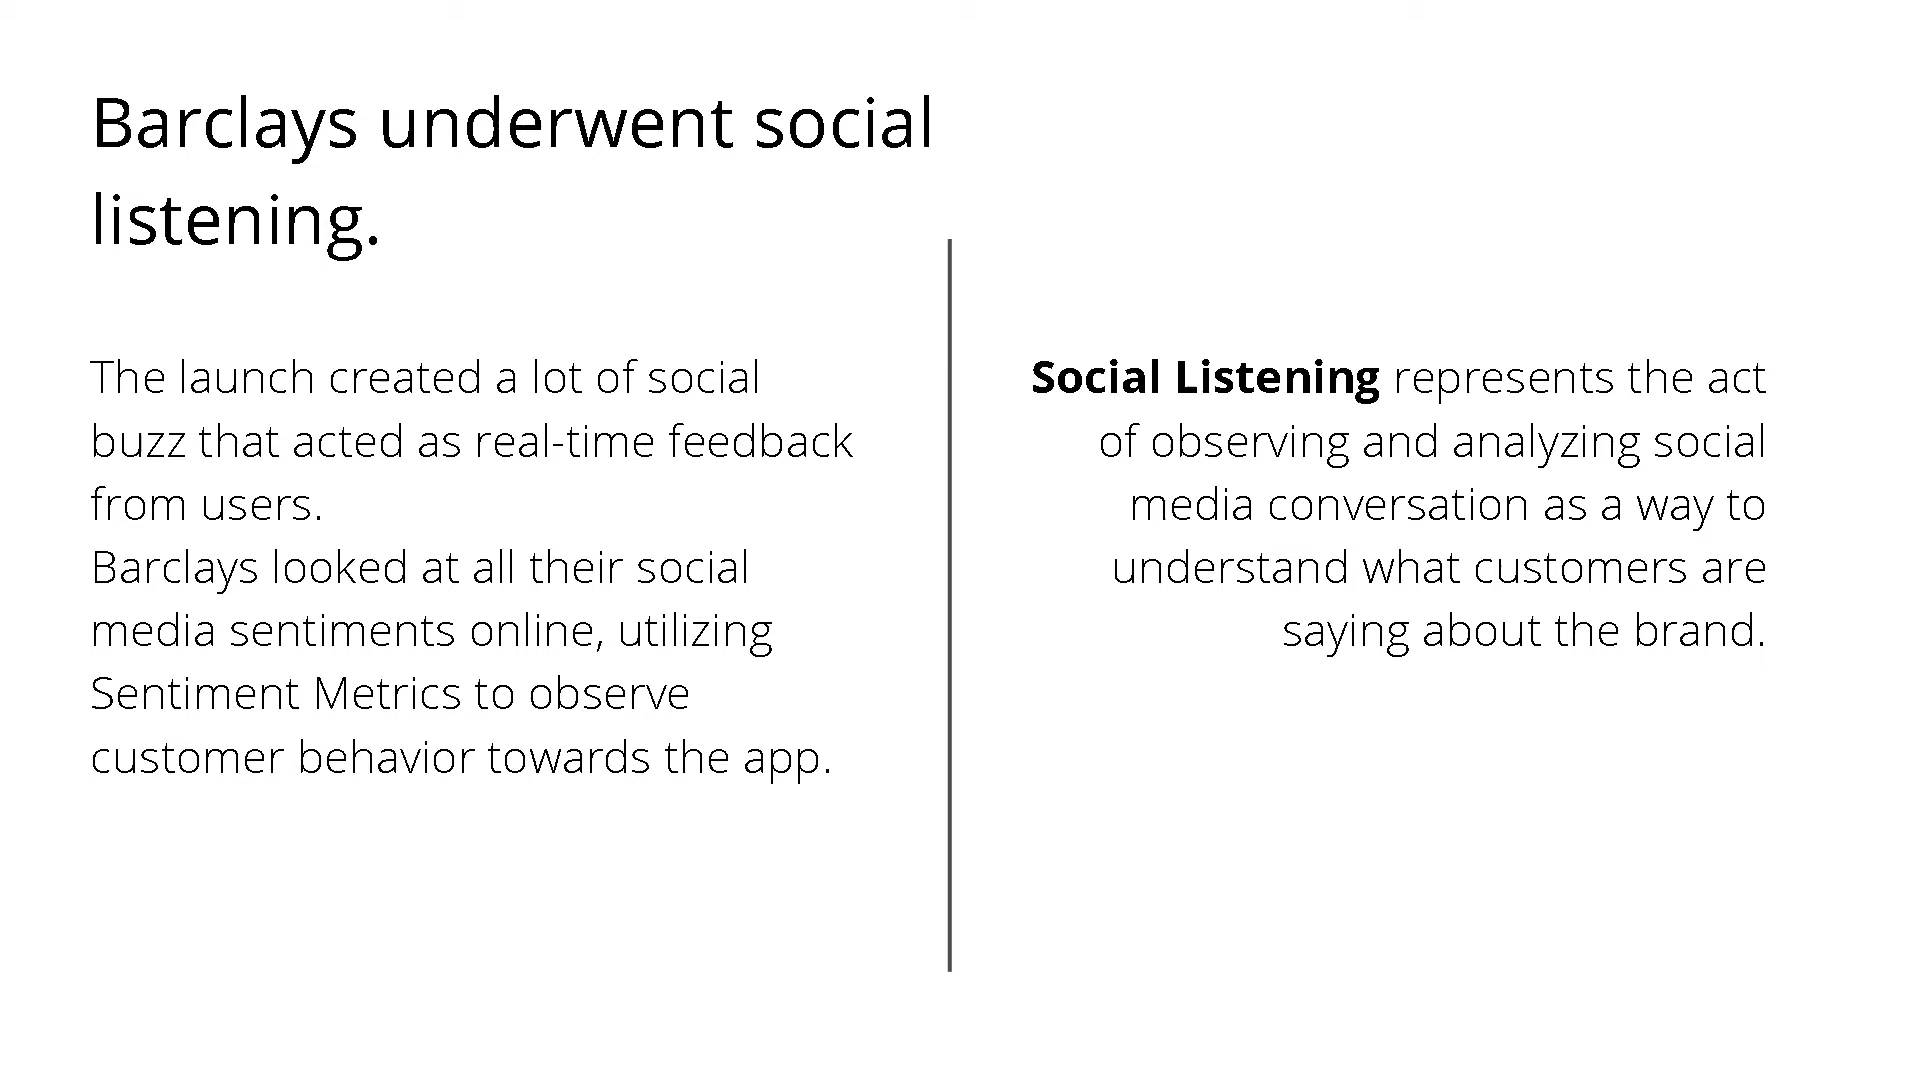 Barclays underwent social
listening.
The launch created a lot of social
buzz that acted as real-time feedback
from users.
Barclays looked at all their social
media sentiments online, utilizing
Sentiment Metrics to observe
customer behavior towards the app.
Social Listening represents the act
of observing and analyzing social
media conversation as a way to
understand what customers are
saying about the brand.